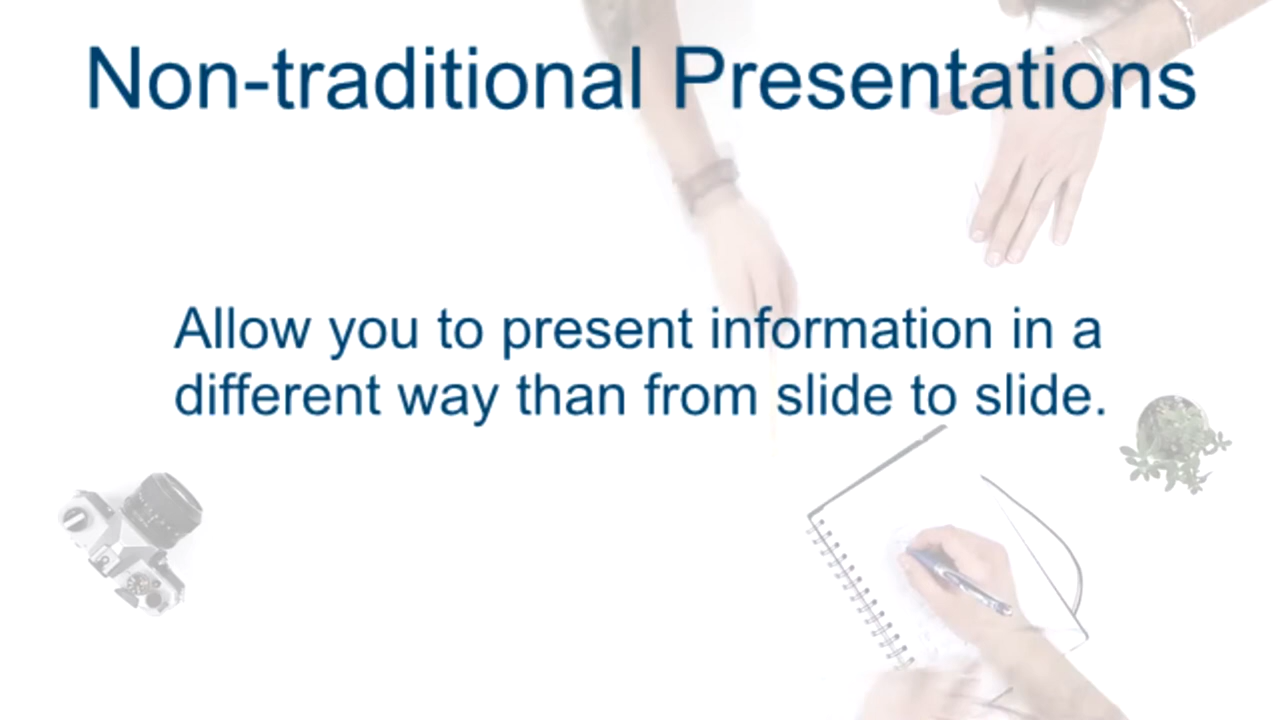 Non-traditional Presentations
Allow you to present information in a
different way than from slide to slide.